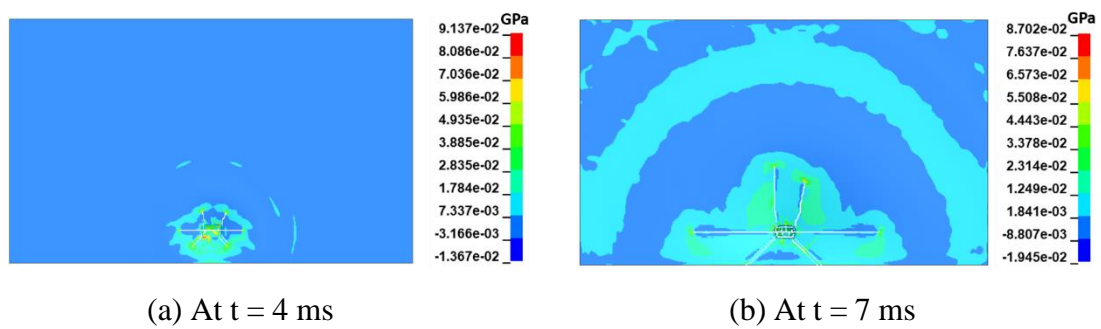 GPa
9.137e-02
8.086e-02
7.036e-02
5.986e-02
4.935e-02
3.885e-02
2.835e-02
1.784e-02
7.337e-03
-3.166e-03
-1.367e-02
GPa
8.702e-02
7.637e-02
6.573e-02
5.508e-02
4.443e-02
3.378e-02
2.314e-02
1.249e-02
1.841e-03
-8.807e-03
-1.945e-02
(a) At t = 4 ms
(b) At t = 7 ms